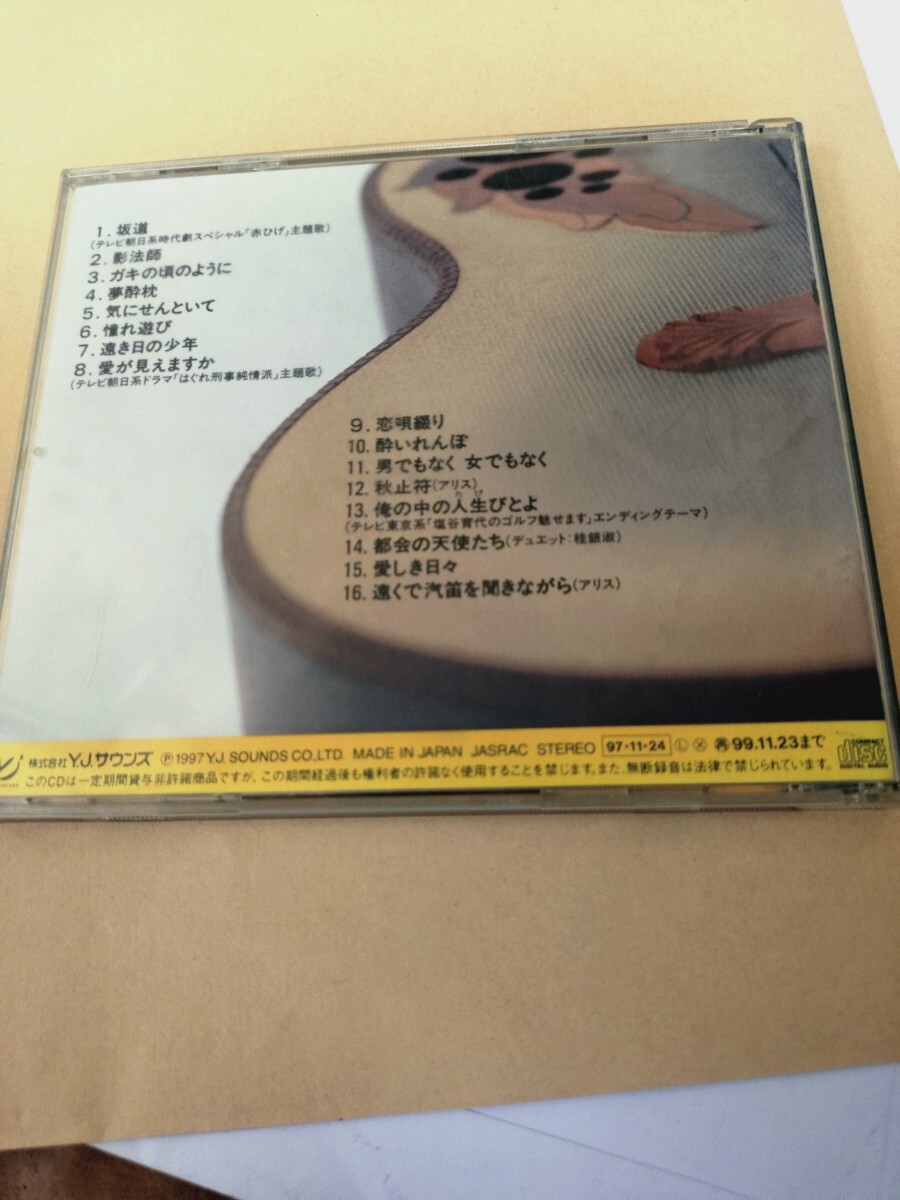 1. 坂道
(テレビ朝日系時代劇スペシャル「赤ひげ」主題歌)
2. 影法師
3. ガキの頃のように
4. 夢酔枕
5. 気にせんといて
6. 憧れ遊び
7. 遠き日の少年
8. 愛が見えますか
(テレビ朝日系ドラマ「はぐれ刑事純情派」主題歌)
9. 恋唄綴り
10. 酔いれんぼ
11. 男でもなく 女でもなく
12. 秋止符(アリス)
たび
13. 俺の中の人生びとよ
(テレビ東京系「塩谷育代のゴルフ魅せます」エンディングテーマ)
14. 都会の天使たち(デュエット:桂銀淑)
15. 愛しき日々
16. 遠くで汽笛を聞きながら(アリス)
株式会社 Y.J.サウンズ Ⓟ1997 Y.J. SOUNDS CO.,LTD. MADE IN JAPAN JASRAC STEREO 97・11・24 Ⓛ Ⓧ ㊢99.11.23まで COMPACT disc DIGITAL AUDIO
このCDは一定期間貸与非許諾商品ですが、この期間経過後も権利者の許諾なく使用することを禁じます。また、無断録音は法律で禁じられています。